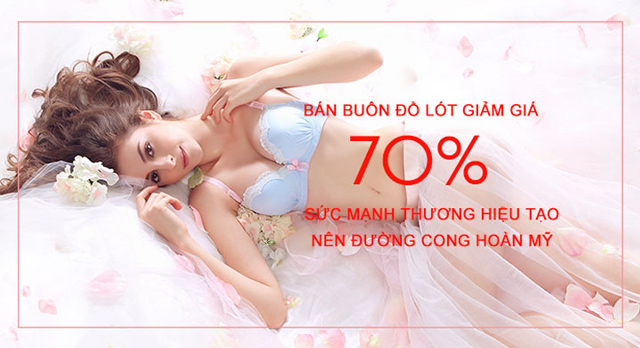 BÁN BUÔN ĐỒ LÓT GIẢM GIÁ
70%
SỨC MẠNH THƯƠNG HIỆU TẠO
NÊN ĐƯỜNG CONG HOÀN MỸ